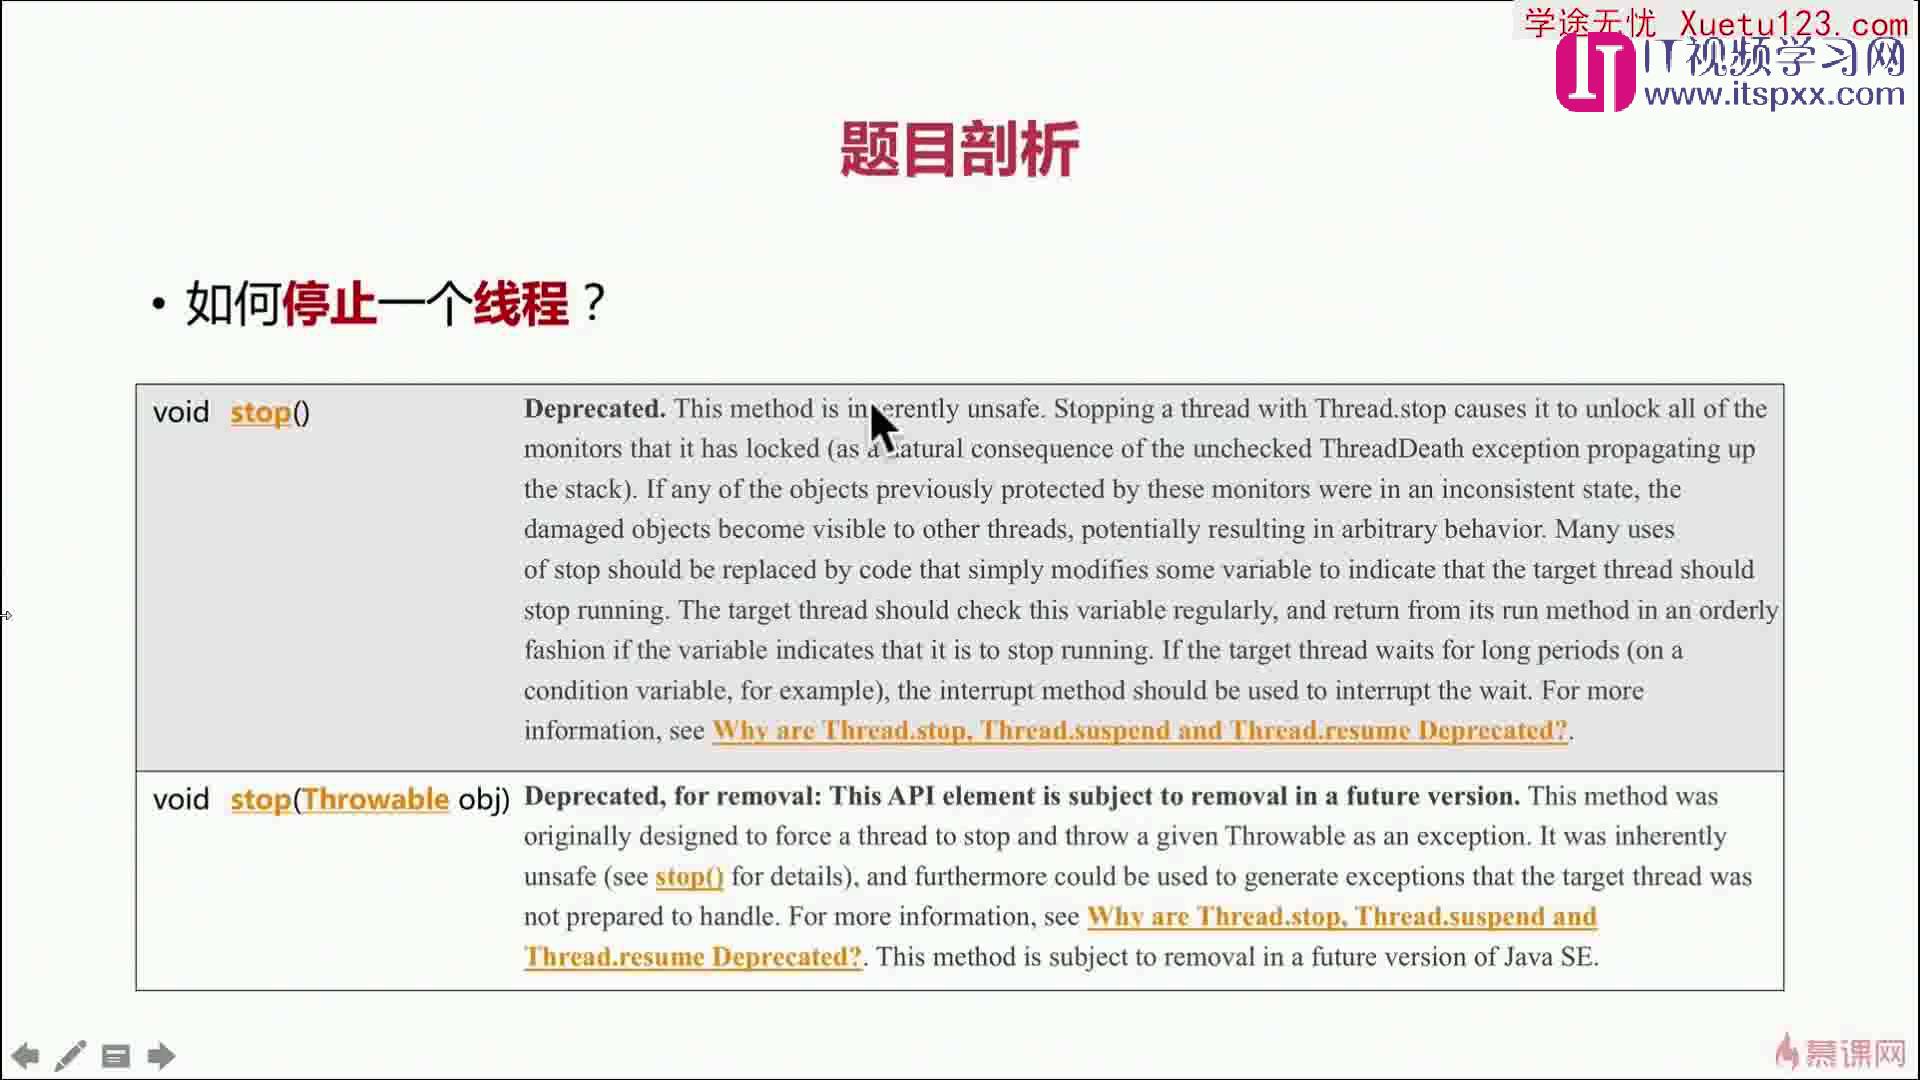 学途无忧 Xuetu123.com
IT视频学习网
www.itspxx.com
题目剖析
• 如何停止一个线程？
void stop()
Deprecated. This method is inherently unsafe. Stopping a thread with Thread.stop causes it to unlock all of the
monitors that it has locked (as a natural consequence of the unchecked ThreadDeath exception propagating up
the stack). If any of the objects previously protected by these monitors were in an inconsistent state, the
damaged objects become visible to other threads, potentially resulting in arbitrary behavior. Many uses
of stop should be replaced by code that simply modifies some variable to indicate that the target thread should
stop running. The target thread should check this variable regularly, and return from its run method in an orderly
fashion if the variable indicates that it is to stop running. If the target thread waits for long periods (on a
condition variable, for example), the interrupt method should be used to interrupt the wait. For more
information, see Why are Thread.stop, Thread.suspend and Thread.resume Deprecated?.
void stop(Throwable obj)
Deprecated, for removal: This API element is subject to removal in a future version. This method was
originally designed to force a thread to stop and throw a given Throwable as an exception. It was inherently
unsafe (see stop() for details), and furthermore could be used to generate exceptions that the target thread was
not prepared to handle. For more information, see Why are Thread.stop, Thread.suspend and
Thread.resume Deprecated?. This method is subject to removal in a future version of Java SE.
慕课网